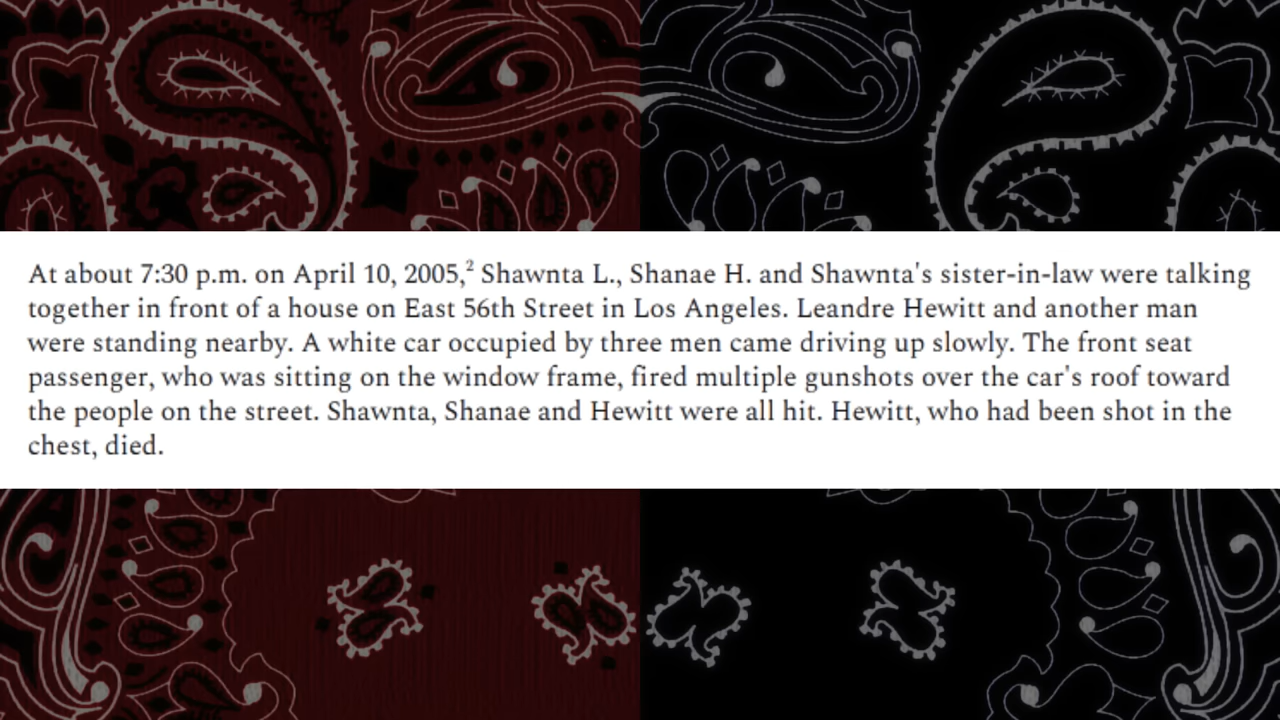 At about 7:30 p.m. on April 10, 2005,² Shawnta L., Shanae H. and Shawnta's sister-in-law were talking
together in front of a house on East 56th Street in Los Angeles. Leandre Hewitt and another man
were standing nearby. A white car occupied by three men came driving up slowly. The front seat
passenger, who was sitting on the window frame, fired multiple gunshots over the car's roof toward
the people on the street. Shawnta, Shanae and Hewitt were all hit. Hewitt, who had been shot in the
chest, died.